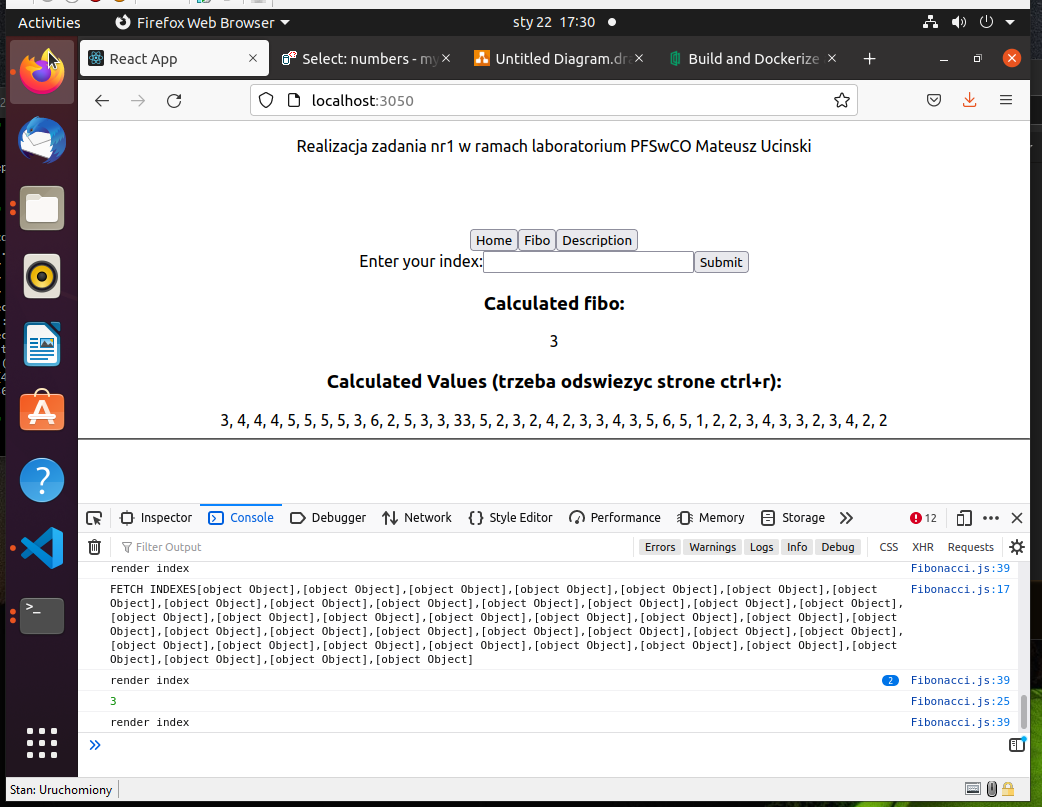 Activities
Firefox Web Browser
sty 22 17:30
React App
Select: numbers - my
Untitled Diagram.dr
Build and Dockerize
localhost:3050
Realizacja zadania nr1 w ramach laboratorium PFSwCO Mateusz Ucinski
Home Fibo Description
Enter your index: Submit
Calculated fibo:
3
Calculated Values (trzeba odswiezyc strone ctrl+r):
3, 4, 4, 4, 5, 5, 5, 5, 3, 6, 2, 5, 3, 3, 33, 5, 2, 3, 2, 4, 2, 3, 3, 4, 3, 5, 6, 5, 1, 2, 2, 3, 4, 3, 3, 2, 3, 4, 2, 2
Inspector Console Debugger Network Style Editor Performance Memory Storage 12
Filter Output Errors Warnings Logs Info Debug CSS XHR Requests
render index Fibonacci.js:39
FETCH INDEXES[object Object],[object Object],[object Object],[object Object],[object Object],[object Object],[object Fibonacci.js:17
Object],[object Object],[object Object],[object Object],[object Object],[object Object],[object Object],[object Object],
[object Object],[object Object],[object Object],[object Object],[object Object],[object Object],[object Object],[object
Object],[object Object],[object Object],[object Object],[object Object],[object Object],[object Object],[object Object],
[object Object],[object Object],[object Object],[object Object],[object Object],[object Object],[object Object],[object
Object],[object Object],[object Object],[object Object]
render index 2 Fibonacci.js:39
3 Fibonacci.js:25
render index Fibonacci.js:39
Stan: Uruchomiony